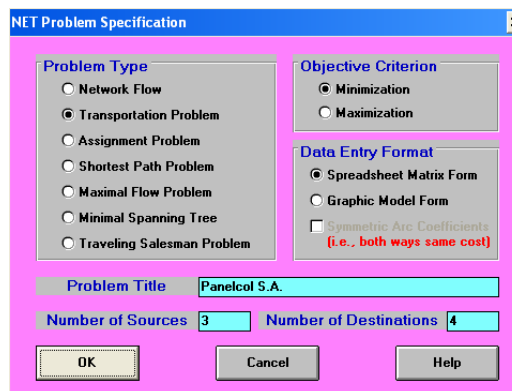 NET Problem Specification
Problem Type
Network Flow
Transportation Problem
Assignment Problem
Shortest Path Problem
Maximal Flow Problem
Minimal Spanning Tree
Traveling Salesman Problem
Objective Criterion
Minimization
Maximization
Data Entry Format
Spreadsheet Matrix Form
Graphic Model Form
Symmetric Arc Coefficients
(i.e., both ways same cost)
Problem Title Panelcol S.A.
Number of Sources 3 Number of Destinations 4
OK Cancel Help